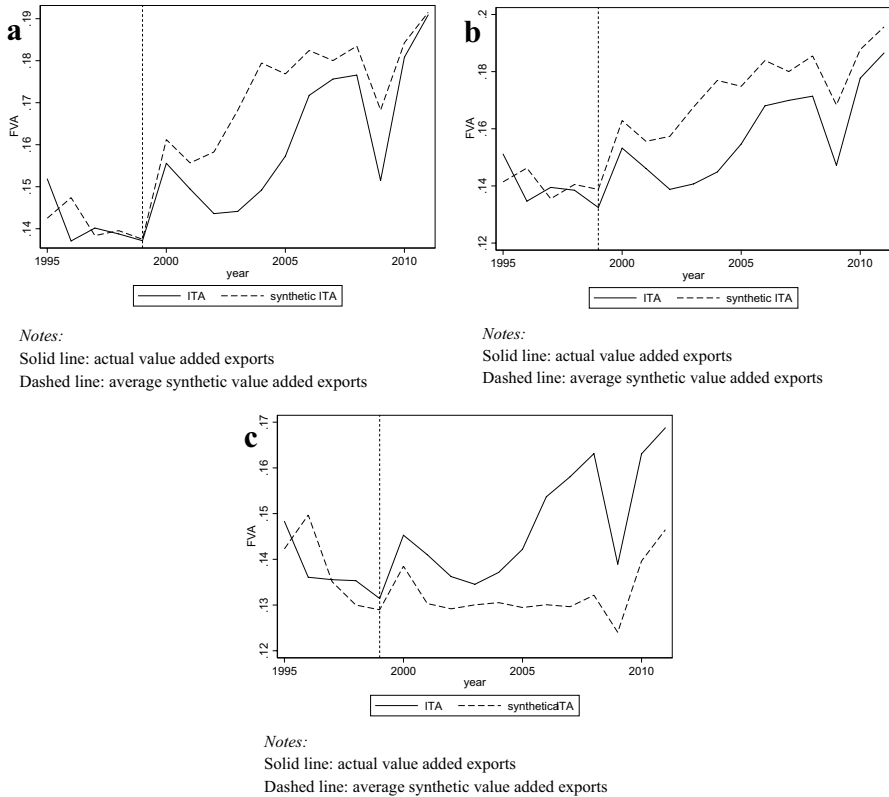 a
.19
.18
.17
FVA
.16
.15
.14
1995
2000
2005
2010
year
ITA
synthetic ITA
Notes:
Solid line: actual value added exports
Dashed line: average synthetic value added exports
b
.2
.18
FVA
.16
.14
.12
1995
2000
2005
2010
year
ITA
synthetic ITA
Notes:
Solid line: actual value added exports
Dashed line: average synthetic value added exports
c
.17
.16
.15
FVA
.14
.13
.12
1995
2000
2005
2010
year
ITA
syntheticaITA
Notes:
Solid line: actual value added exports
Dashed line: average synthetic value added exports